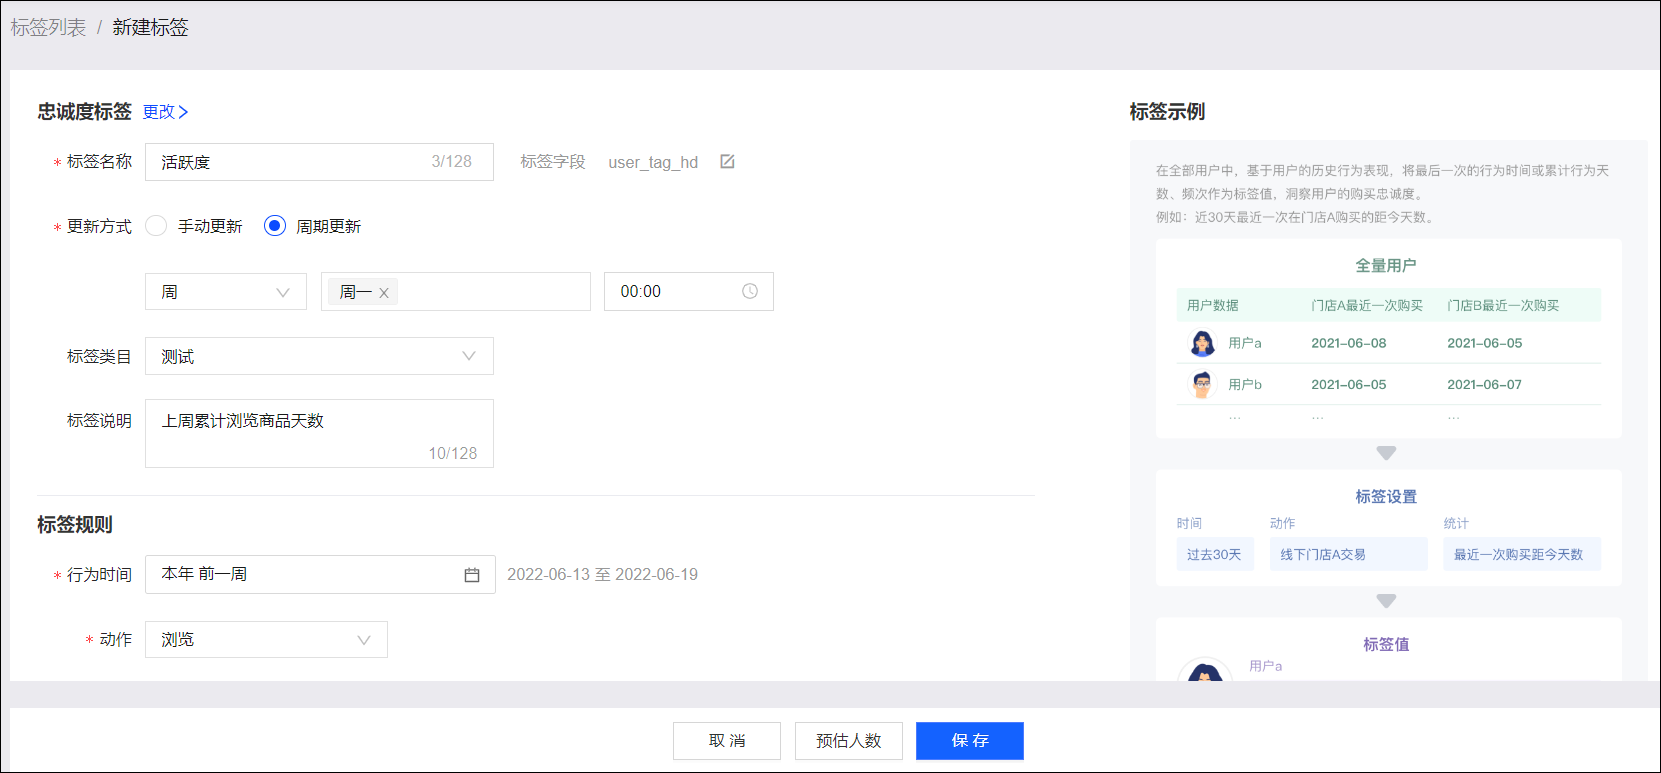 标签列表 / 新建标签
忠诚度标签 更改
* 标签名称 活跃度 3/128 标签字段 user_tag_hd
* 更新方式 手动更新 周期更新
周 周一 x 00:00
标签类目 测试
标签说明 上周累计浏览商品天数
10/128
标签规则
* 行为时间 本年 前一周 2022-06-13 至 2022-06-19
* 动作 浏览
标签示例
在全部用户中，基于用户的历史行为表现，将最后一次的行为时间或累计行为天
数、频次作为标签值，洞察用户的购买忠诚度。
例如：近30天最近一次在门店A购买的距今天数。
全量用户
用户数据 门店A最近一次购买 门店B最近一次购买
用户a 2021-06-08 2021-06-05
用户b 2021-06-05 2021-06-07
... ... ...
标签设置
时间 动作 统计
过去30天 线下门店A交易 最近一次购买距今天数
标签值
用户a
取 消 预估人数 保 存